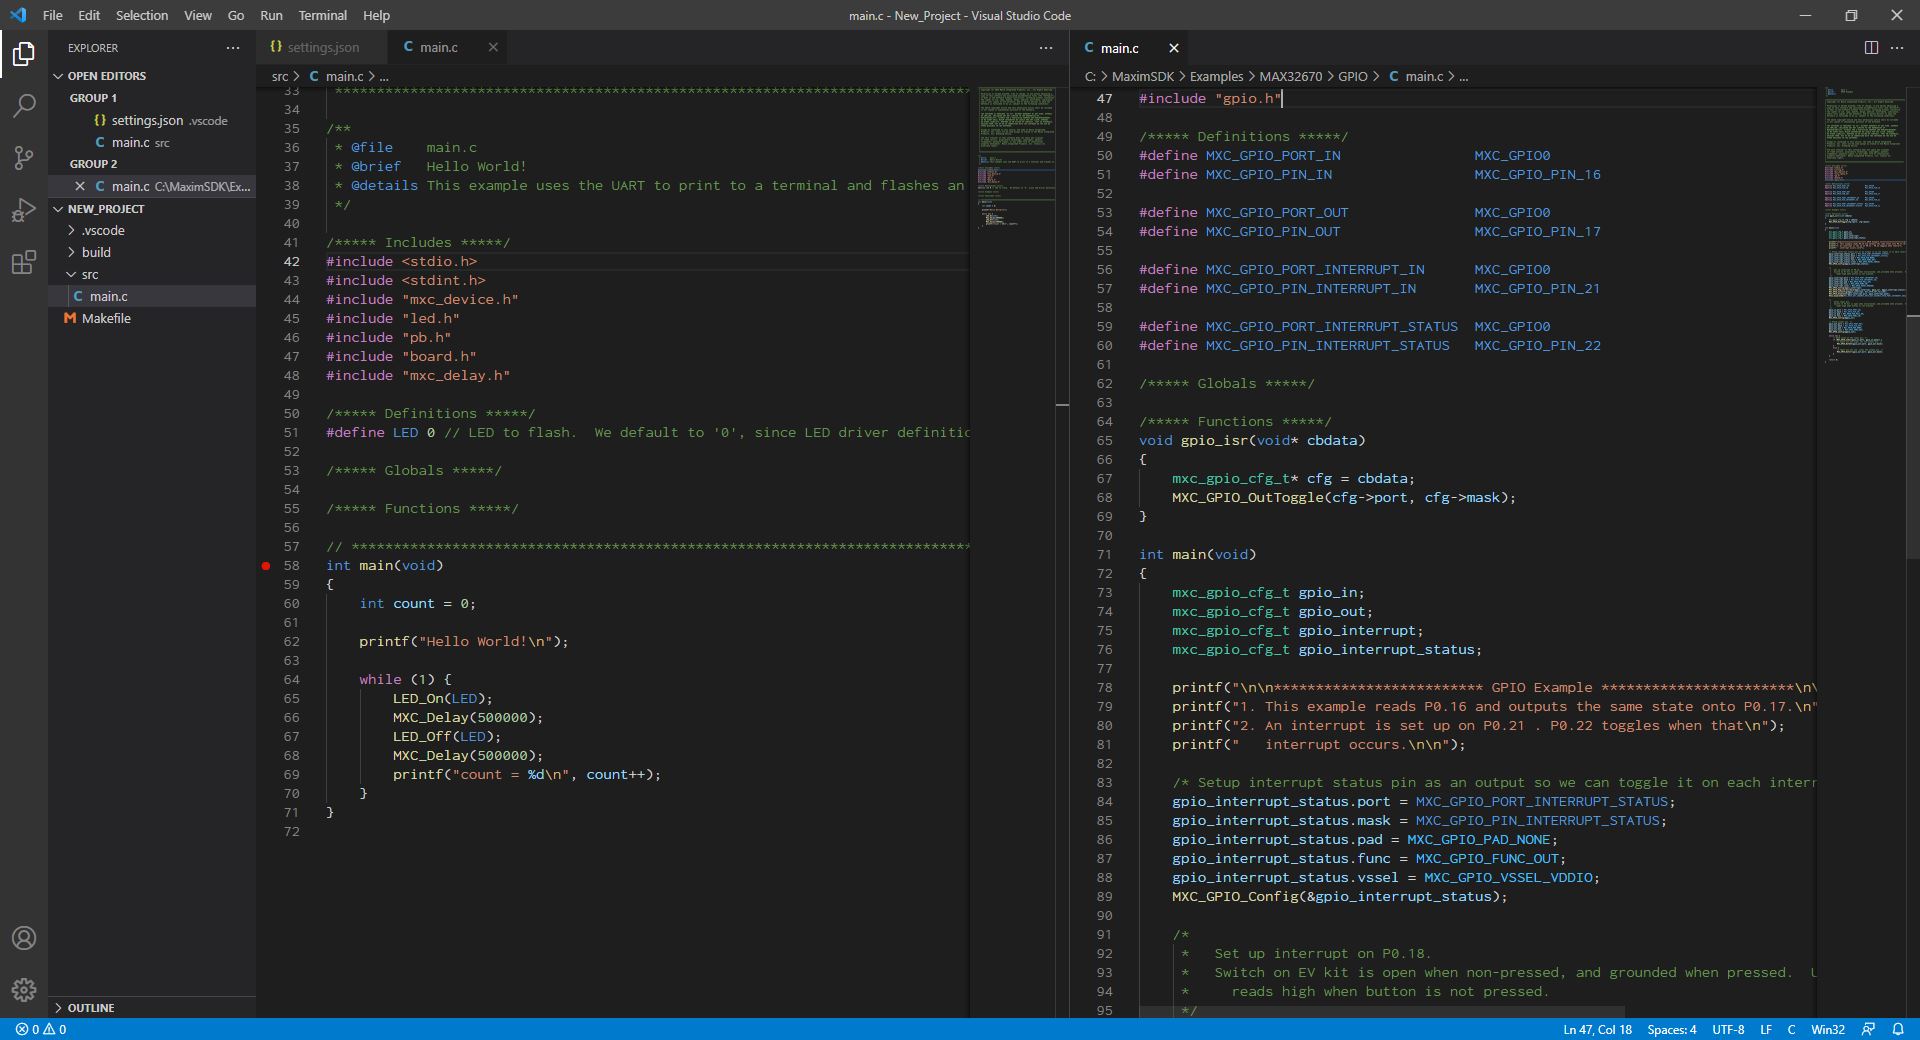 File Edit Selection View Go Run Terminal Help
main.c - New_Project - Visual Studio Code
EXPLORER
OPEN EDITORS
GROUP 1
{} settings.json .vscode
C main.c src
GROUP 2
C main.c C:\MaximSDK\Ex...
NEW_PROJECT
.vscode
build
src
C main.c
M Makefile
OUTLINE
{} settings.json
C main.c
src > C main.c > ...
33 ****************************************************************************
34
35 /**
36 * @file    main.c
37 * @brief   Hello World!
38 * @details This example uses the UART to print to a terminal and flashes an
39 */
40
41 /***** Includes *****/
42 #include <stdio.h>
43 #include <stdint.h>
44 #include "mxc_device.h"
45 #include "led.h"
46 #include "pb.h"
47 #include "board.h"
48 #include "mxc_delay.h"
49
50 /***** Definitions *****/
51 #define LED 0 // LED to flash.  We default to '0', since LED driver definitio
52
53 /***** Globals *****/
54
55 /***** Functions *****/
56
57 // **************************************************************************
58 int main(void)
59 {
60     int count = 0;
61
62     printf("Hello World!\n");
63
64     while (1) {
65         LED_On(LED);
66         MXC_Delay(500000);
67         LED_Off(LED);
68         MXC_Delay(500000);
69         printf("count = %d\n", count++);
70     }
71 }
72
C main.c
C: > MaximSDK > Examples > MAX32670 > GPIO > C main.c > ...
47 #include "gpio.h"
48
49 /***** Definitions *****/
50 #define MXC_GPIO_PORT_IN                MXC_GPIO0
51 #define MXC_GPIO_PIN_IN                 MXC_GPIO_PIN_16
52
53 #define MXC_GPIO_PORT_OUT               MXC_GPIO0
54 #define MXC_GPIO_PIN_OUT                MXC_GPIO_PIN_17
55
56 #define MXC_GPIO_PORT_INTERRUPT_IN      MXC_GPIO0
57 #define MXC_GPIO_PIN_INTERRUPT_IN       MXC_GPIO_PIN_21
58
59 #define MXC_GPIO_PORT_INTERRUPT_STATUS  MXC_GPIO0
60 #define MXC_GPIO_PIN_INTERRUPT_STATUS   MXC_GPIO_PIN_22
61
62 /***** Globals *****/
63
64 /***** Functions *****/
65 void gpio_isr(void* cbdata)
66 {
67     mxc_gpio_cfg_t* cfg = cbdata;
68     MXC_GPIO_OutToggle(cfg->port, cfg->mask);
69 }
70
71 int main(void)
72 {
73     mxc_gpio_cfg_t gpio_in;
74     mxc_gpio_cfg_t gpio_out;
75     mxc_gpio_cfg_t gpio_interrupt;
76     mxc_gpio_cfg_t gpio_interrupt_status;
77
78     printf("\n\n************************* GPIO Example ***********************\n\
79     printf("1. This example reads P0.16 and outputs the same state onto P0.17.\n"
80     printf("2. An interrupt is set up on P0.21 . P0.22 toggles when that\n");
81     printf("   interrupt occurs.\n\n");
82
83     /* Setup interrupt status pin as an output so we can toggle it on each interr
84     gpio_interrupt_status.port = MXC_GPIO_PORT_INTERRUPT_STATUS;
85     gpio_interrupt_status.mask = MXC_GPIO_PIN_INTERRUPT_STATUS;
86     gpio_interrupt_status.pad = MXC_GPIO_PAD_NONE;
87     gpio_interrupt_status.func = MXC_GPIO_FUNC_OUT;
88     gpio_interrupt_status.vssel = MXC_GPIO_VSSEL_VDDIO;
89     MXC_GPIO_Config(&gpio_interrupt_status);
90
91     /*
92      *   Set up interrupt on P0.18.
93      *   Switch on EV kit is open when non-pressed, and grounded when pressed.  U
94      *     reads high when button is not pressed.
95      */
0 0
Ln 47, Col 18 Spaces: 4 UTF-8 LF C Win32